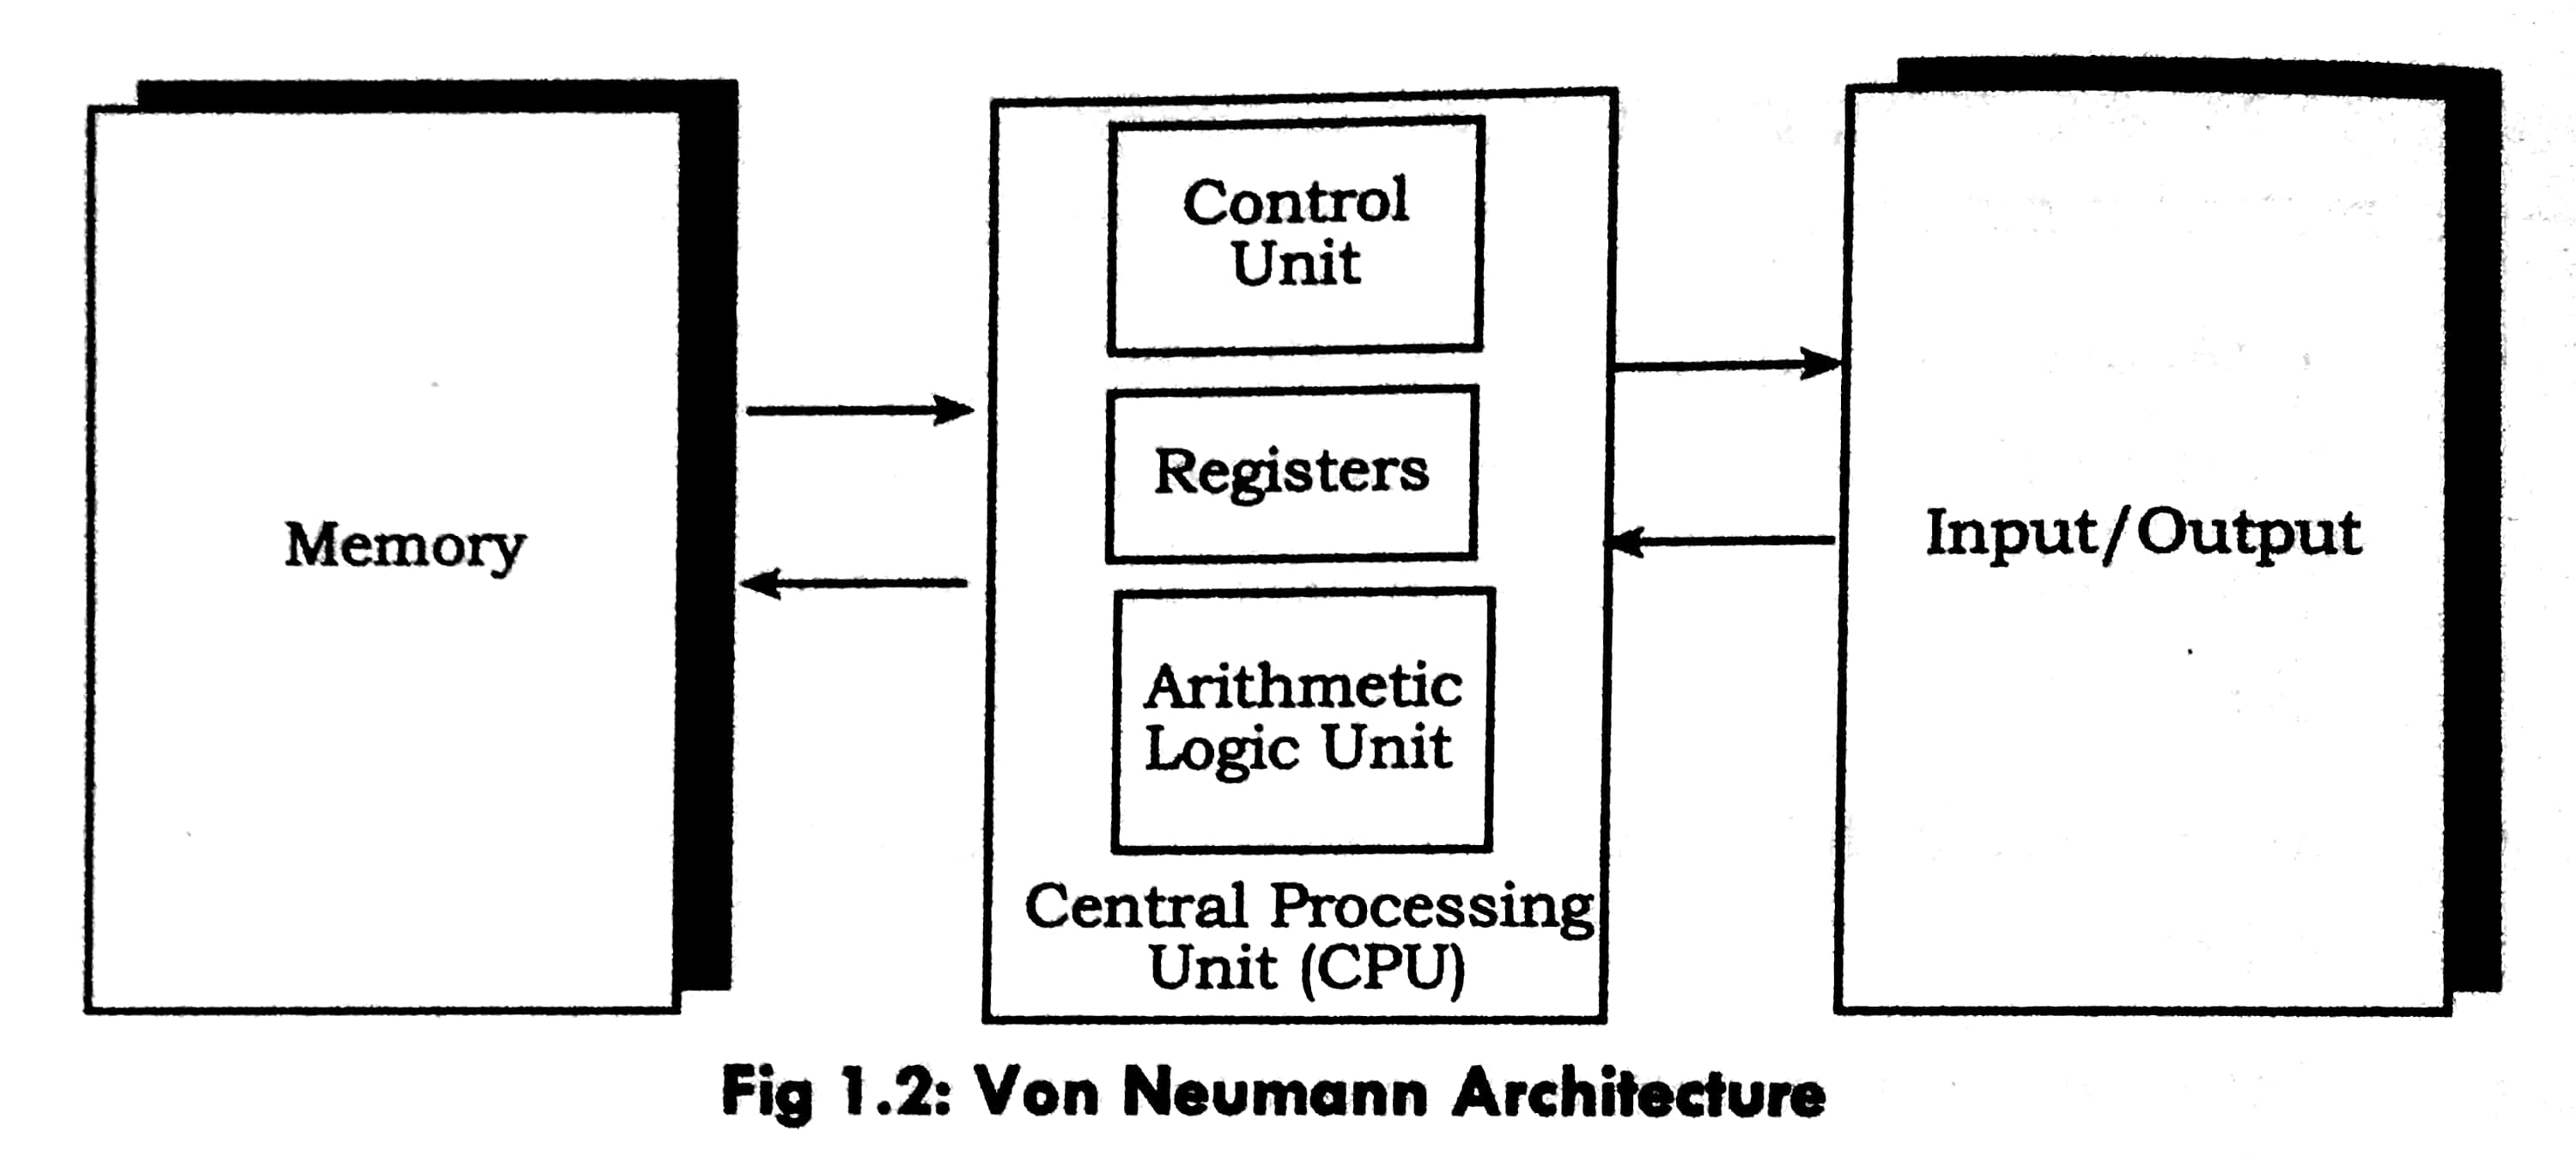 Memory
Control
Unit
Registers
Arithmetic
Logic Unit
Central Processing
Unit (CPU)
Input/Output
Fig 1.2: Von Neumann Architecture